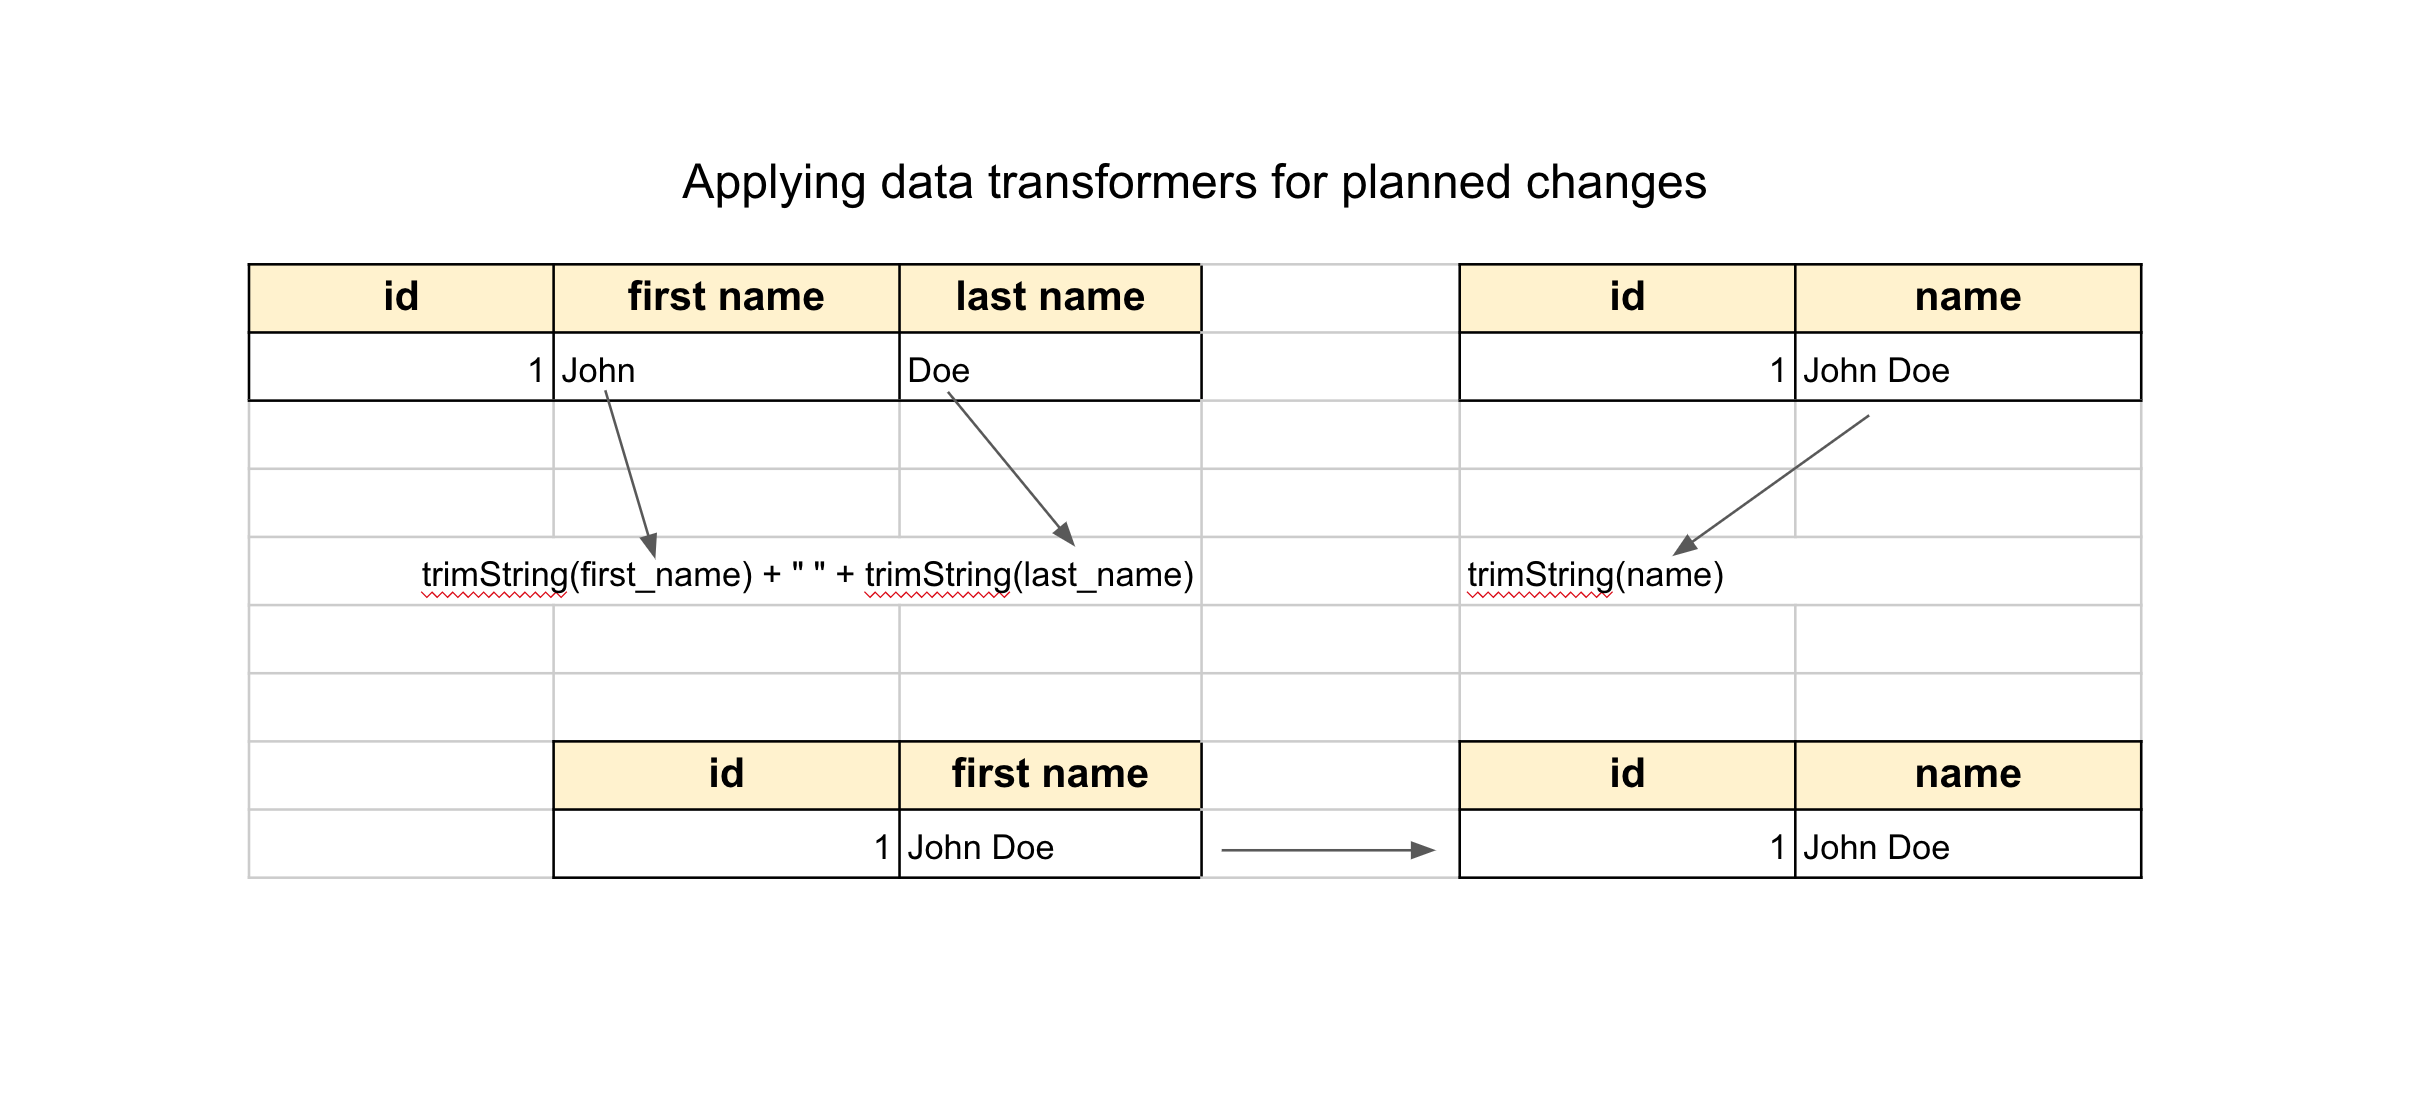 Applying data transformers for planned changes
id first name last name id name
1 John Doe 1 John Doe
trimString(first_name) + " " + trimString(last_name) trimString(name)
id first name id name
1 John Doe 1 John Doe